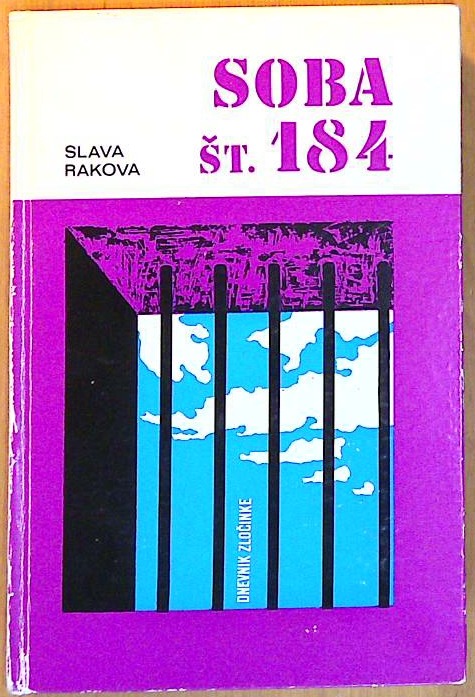 SOBA
ŠT. 184
SLAVA
RAKOVA
DNEVNIK ZLOČINKE